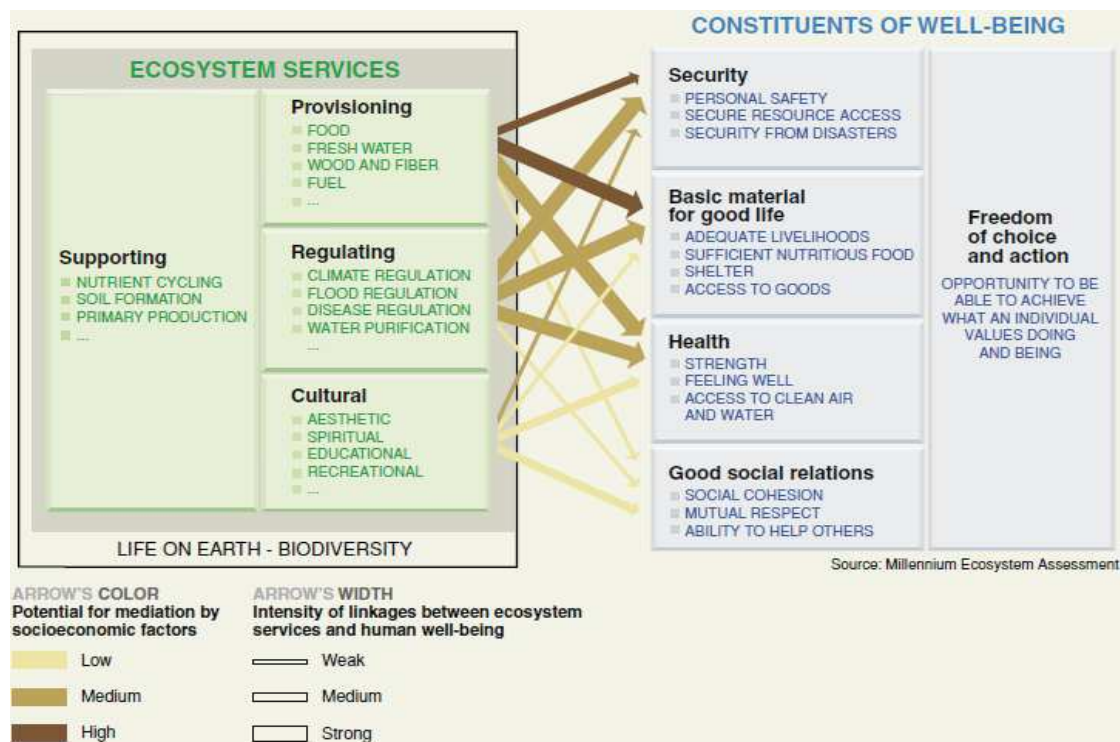 CONSTITUENTS OF WELL-BEING
ECOSYSTEM SERVICES
Supporting
NUTRIENT CYCLING
SOIL FORMATION
PRIMARY PRODUCTION
...
Provisioning
FOOD
FRESH WATER
WOOD AND FIBER
FUEL
...
Regulating
CLIMATE REGULATION
FLOOD REGULATION
DISEASE REGULATION
WATER PURIFICATION
...
Cultural
AESTHETIC
SPIRITUAL
EDUCATIONAL
RECREATIONAL
...
LIFE ON EARTH - BIODIVERSITY
Security
PERSONAL SAFETY
SECURE RESOURCE ACCESS
SECURITY FROM DISASTERS
Basic material
for good life
ADEQUATE LIVELIHOODS
SUFFICIENT NUTRITIOUS FOOD
SHELTER
ACCESS TO GOODS
Health
STRENGTH
FEELING WELL
ACCESS TO CLEAN AIR
AND WATER
Good social relations
SOCIAL COHESION
MUTUAL RESPECT
ABILITY TO HELP OTHERS
Freedom
of choice
and action
OPPORTUNITY TO BE
ABLE TO ACHIEVE
WHAT AN INDIVIDUAL
VALUES DOING
AND BEING
Source: Millennium Ecosystem Assessment
ARROW'S COLOR
Potential for mediation by
socioeconomic factors
Low
Medium
High
ARROW'S WIDTH
Intensity of linkages between ecosystem
services and human well-being
Weak
Medium
Strong